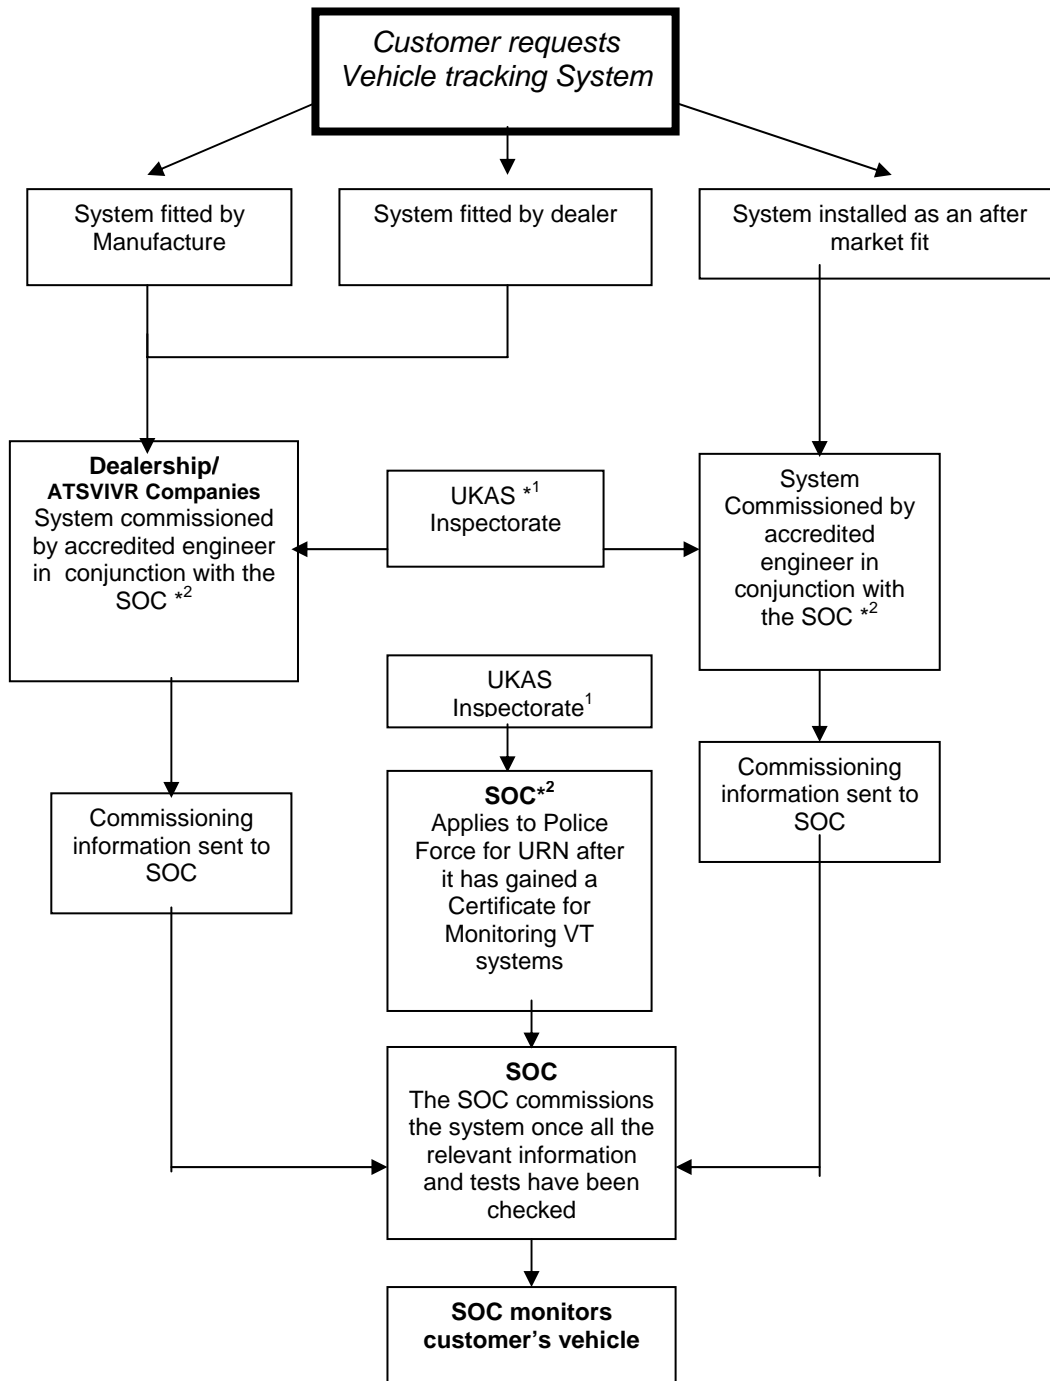 Customer requests
Vehicle tracking System
System fitted by
Manufacture
System fitted by dealer
System installed as an after
market fit
Dealership/
ATSVIVR Companies
System commissioned
by accredited engineer
in conjunction with the
SOC *2
UKAS *1
Inspectorate
System
Commissioned by
accredited
engineer in
conjunction with
the SOC *2
UKAS
Inspectorate1
Commissioning
information sent to
SOC
SOC*2
Applies to Police
Force for URN after
it has gained a
Certificate for
Monitoring VT
systems
Commissioning
information sent to
SOC
SOC
The SOC commissions
the system once all the
relevant information
and tests have been
checked
SOC monitors
customer’s vehicle